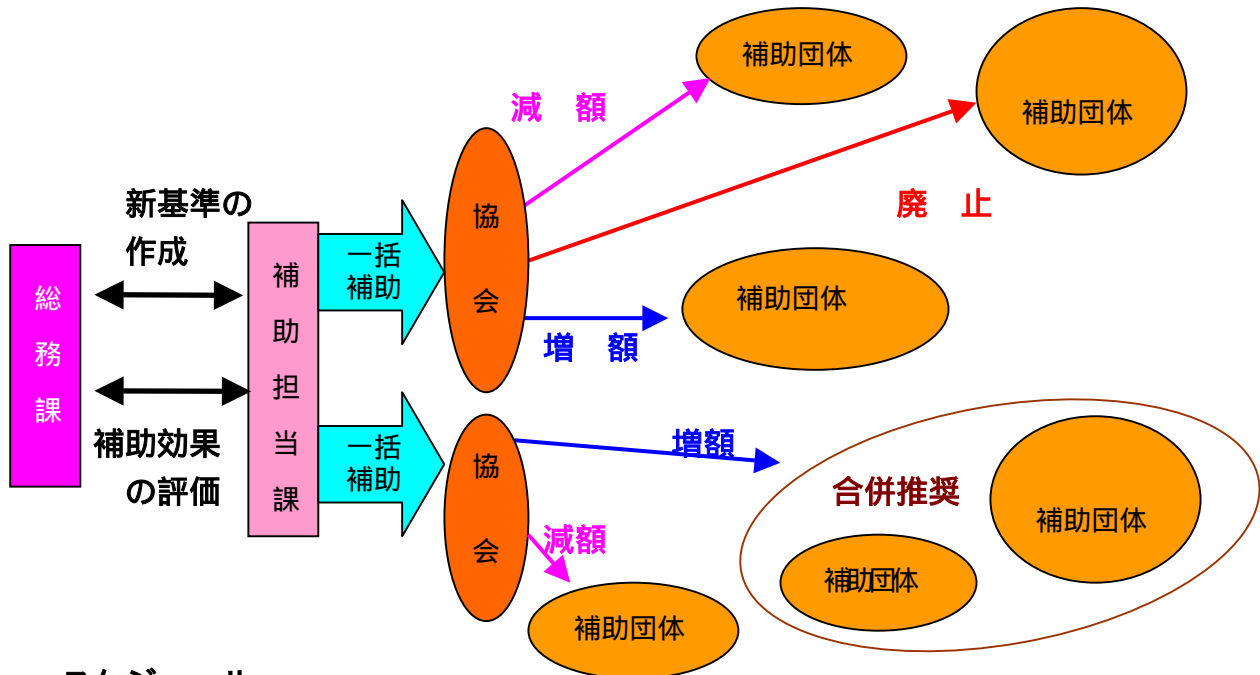 補助団体
補助団体
減　額
新基準の
作成
廃　止
総務課
補助担当課
一括
補助
協会
補助団体
増　額
補助効果
の評価
一括
補助
協会
増額
合併推奨
補助団体
減額
補助団体
補助団体